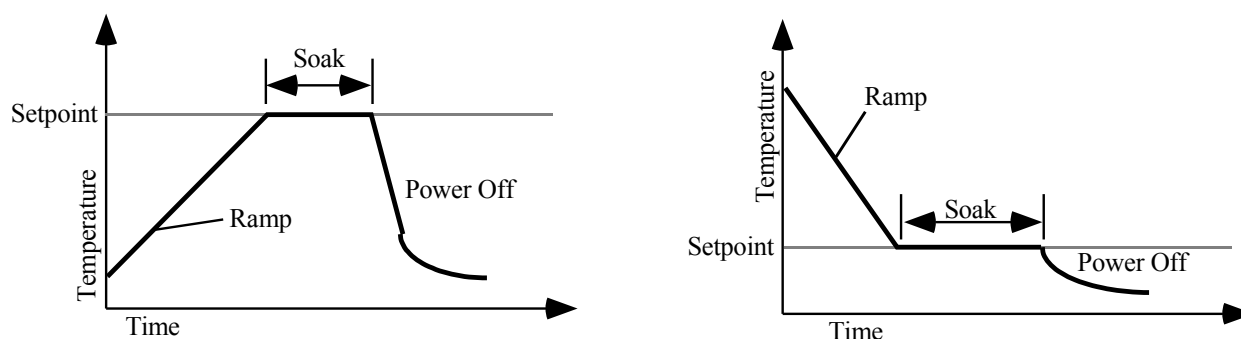 Soak
Setpoint
Temperature
Ramp
Power Off
Time
Temperature
Ramp
Soak
Setpoint
Power Off
Time